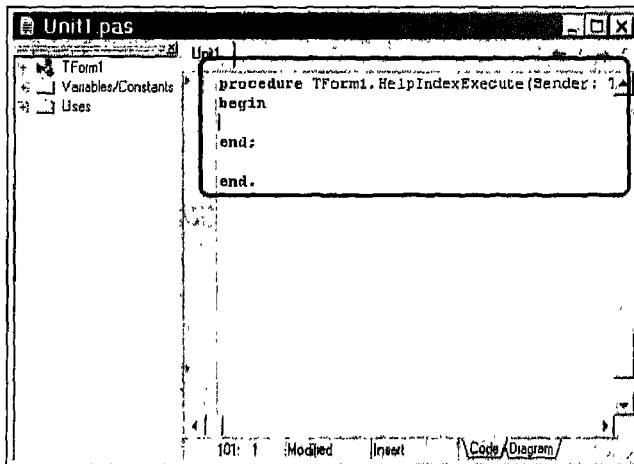 Unit1.pas
TForm1
Variables/Constants
Uses
Unit1
procedure TForm1.HelpIndexExecute(Sender: T
begin
end;
end.
101: 1 Modified Insert Code Diagram